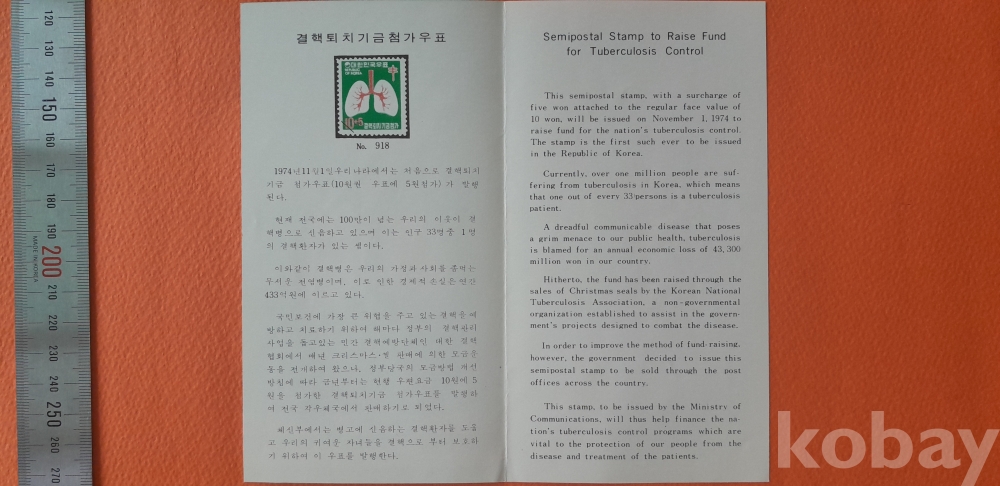 결핵퇴치기금첨가우표
대한민국우표
REPUBLIC
OF KOREA
10+5
결핵퇴치기금첨가
No. 918
1974년11월1일우리나라에서는 처음으로 결핵퇴치
기금 첨가우표(10원권 우표에 5원첨가)가 발행
된다.
현재 전국에는 100만이 넘는 우리의 이웃이 결
핵병으로 신음하고 있으며 이는 인구 33명중 1명
의 결핵환자가 있는 셈이다.
이와같이 결핵병은 우리의 가정과사회를 좀먹는
무서운 전염병이며, 이로 인한 경제적손실은 연간
433억원에 이르고 있다.
국민보건에 가장 큰 위협을 주고 있는결핵을예
방하고 치료하기 위하여 해마다 정부의 결핵관리
사업을 돕고있는 민간 결핵예방단체인 대한 결핵
협회에서 매년 크리스마스·씰 판매에 의한 모금운
동을 전개하여 왔으나, 정부당국의 모금방법 개선
방침에 따라 금년부터는 현행 우편요금 10원에 5
원을 첨가한 결핵퇴치기금 첨가우표를 발행하
여 전국 각우체국에서 판매하기로 되었다.
체신부에서는 병고에 신음하는 결핵환자를 도웁
고 우리의 귀여운 자녀들을 결핵으로 부터 보호하
기 위하여 이 우표를 발행한다.
Semipostal Stamp to Raise Fund
for Tuberculosis Control
This semipostal stamp, with a surcharge of
five won attached to the regular face value of
10 won, will be issued on November 1, 1974 to
raise fund for the nation's tuberculosis control.
The stamp is the first such ever to be issued
in the Republic of Korea.
Currently, over one million people are suf-
fering from tuberculosis in Korea, which means
that one out of every 33 persons is a tuberculosis
patient.
A dreadful communicable disease that poses
a grim menace to our public health, tuberculosis
is blamed for an annual economic loss of 43,300
million won in our country.
Hitherto, the fund has been raised through the
sales of Christmas seals by the Korean National
Tuberculosis Association, a non-governmental
organization established to assist in the govern-
ment's projects designed to combat the disease.
In order to improve the method of fund-raising,
however, the government decided to issue this
semipostal stamp to be sold through the post
offices across the country.
This stamp, to be issued by the Ministry of
Communications, will thus help finance the na-
tion's tuberculosis control programs which are
vital to the protection of our people from the
disease and treatment of the patients.
120
130
140
150
160
170
180
190
MADE IN KOREA
200
210
220
230
240
250
260
270
kobay